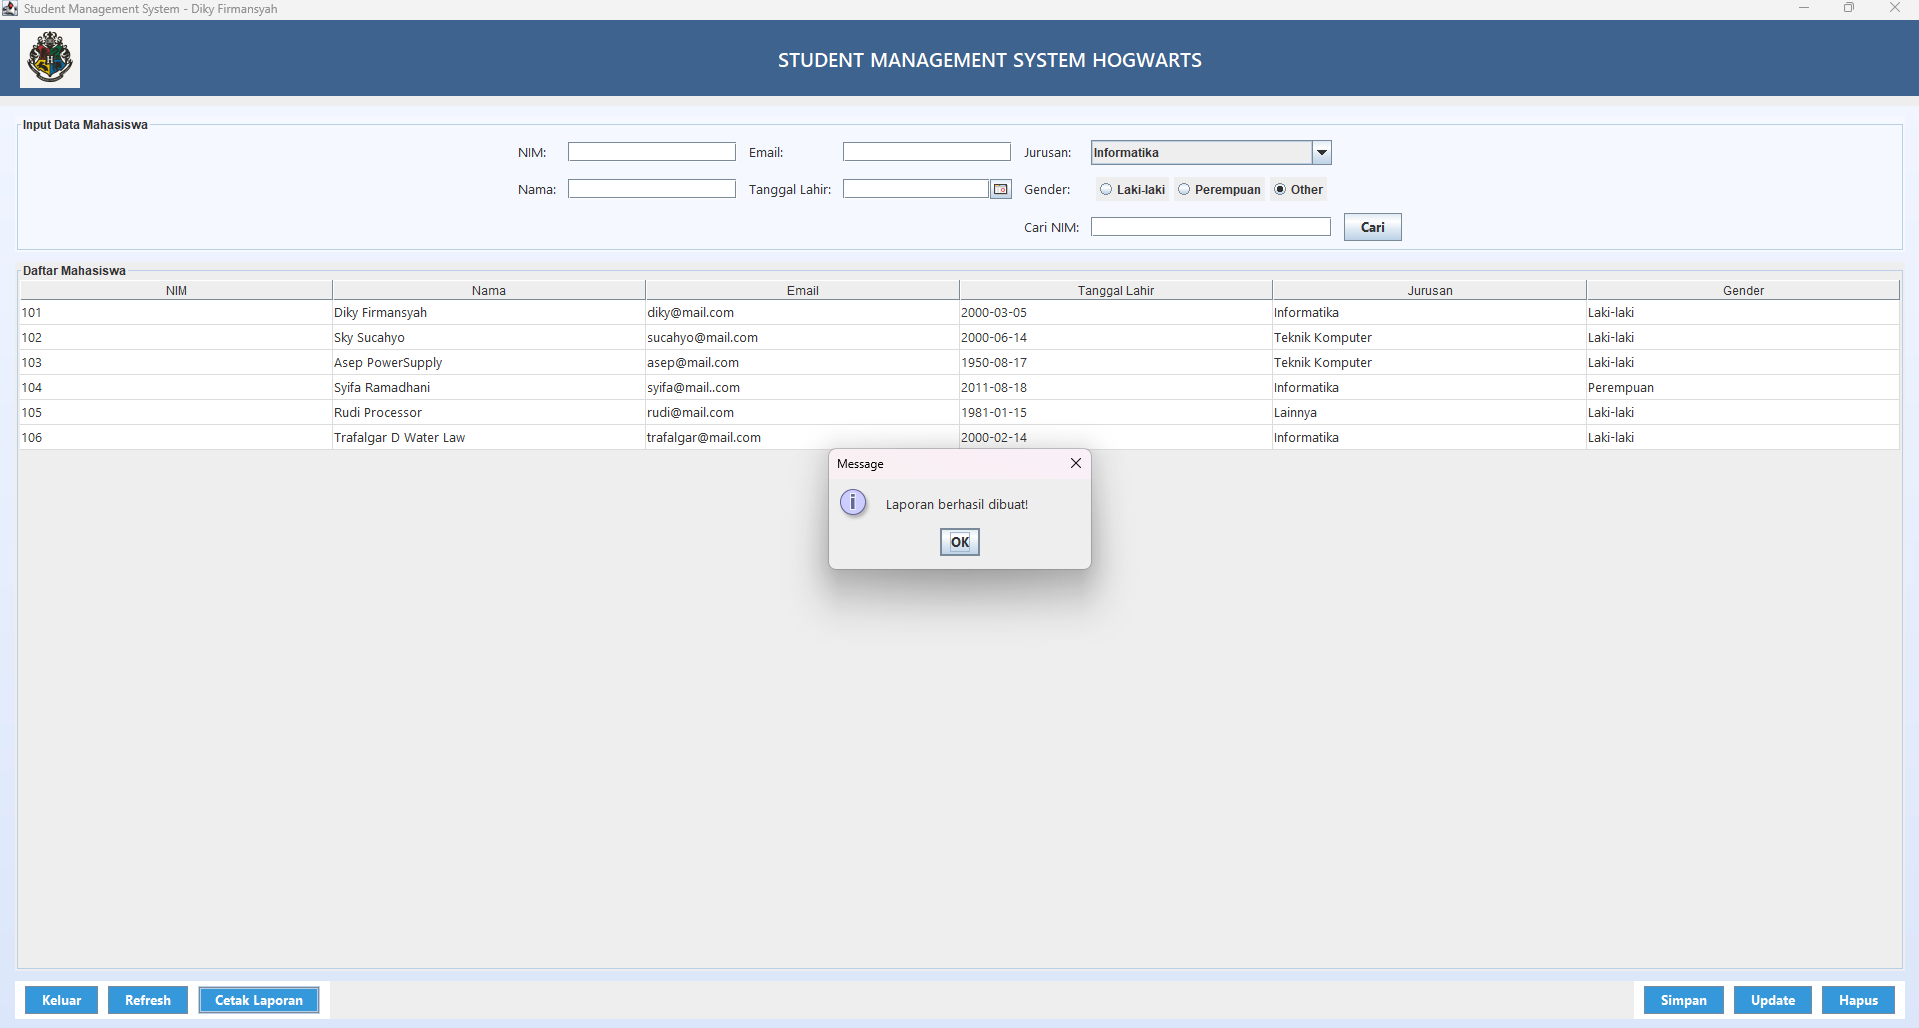 Student Management System - Diky Firmansyah
H
STUDENT MANAGEMENT SYSTEM HOGWARTS
Input Data Mahasiswa
NIM: Email: Jurusan: Informatika
Nama: Tanggal Lahir: Gender: Laki-laki Perempuan Other
Cari NIM: Cari
Daftar Mahasiswa
NIM Nama Email Tanggal Lahir Jurusan Gender
101 Diky Firmansyah diky@mail.com 2000-03-05 Informatika Laki-laki
102 Sky Sucahyo sucahyo@mail.com 2000-06-14 Teknik Komputer Laki-laki
103 Asep PowerSupply asep@mail.com 1950-08-17 Teknik Komputer Laki-laki
104 Syifa Ramadhani syifa@mail..com 2011-08-18 Informatika Perempuan
105 Rudi Processor rudi@mail.com 1981-01-15 Lainnya Laki-laki
106 Trafalgar D Water Law trafalgar@mail.com 2000-02-14 Informatika Laki-laki
Message
Laporan berhasil dibuat!
OK
Keluar Refresh Cetak Laporan Simpan Update Hapus